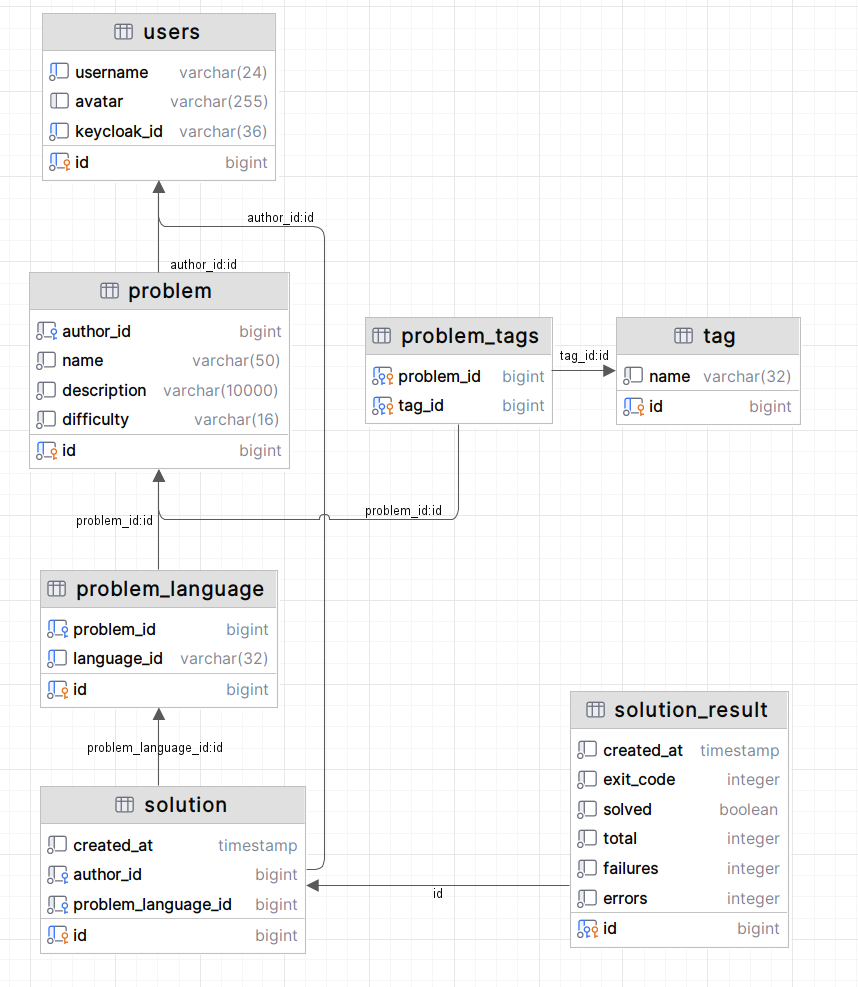 users
username varchar(24)
avatar varchar(255)
keycloak_id varchar(36)
id bigint
author_id:id
author_id:id
problem
author_id bigint
name varchar(50)
description varchar(10000)
difficulty varchar(16)
id bigint
problem_tags
problem_id bigint
tag_id bigint
tag_id:id
tag
name varchar(32)
id bigint
problem_id:id
problem_id:id
problem_language
problem_id bigint
language_id varchar(32)
id bigint
problem_language_id:id
solution
created_at timestamp
author_id bigint
problem_language_id bigint
id bigint
id
solution_result
created_at timestamp
exit_code integer
solved boolean
total integer
failures integer
errors integer
id bigint